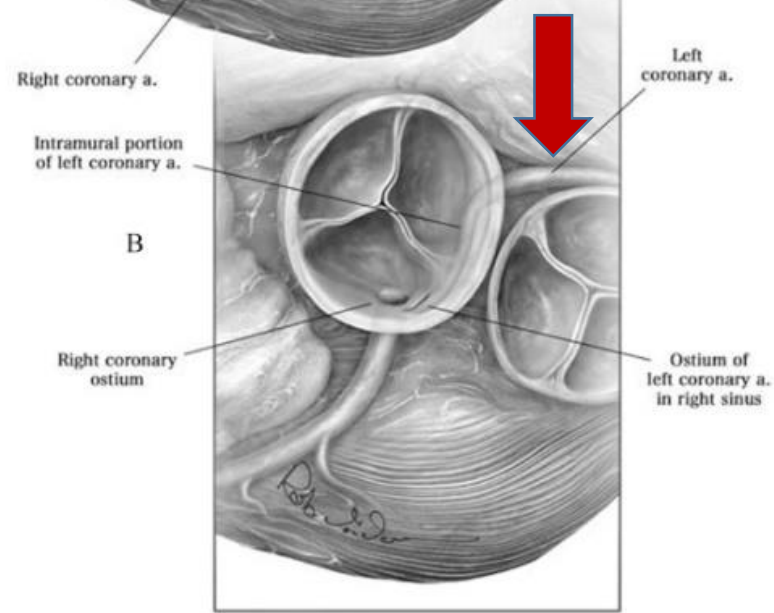 Right coronary a.
Left
coronary a.
Intramural portion
of left coronary a.
B
Right coronary
ostium
Ostium of
left coronary a.
in right sinus